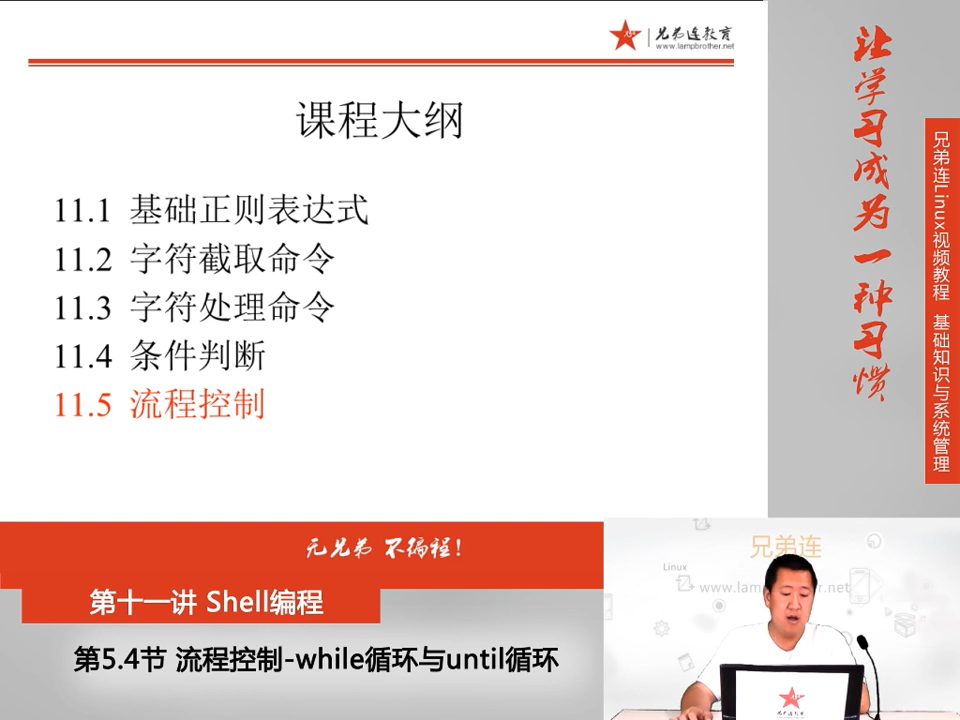 兄弟连教育
www.lampbrother.net
课程大纲
11.1 基础正则表达式
11.2 字符截取命令
11.3 字符处理命令
11.4 条件判断
11.5 流程控制
让学习成为一种习惯
兄弟连Linux视频教程 基础知识与系统管理
无兄弟 不编程!
第十一讲 Shell编程
第5.4节 流程控制-while循环与until循环
兄弟连
Linux
兄弟连教育